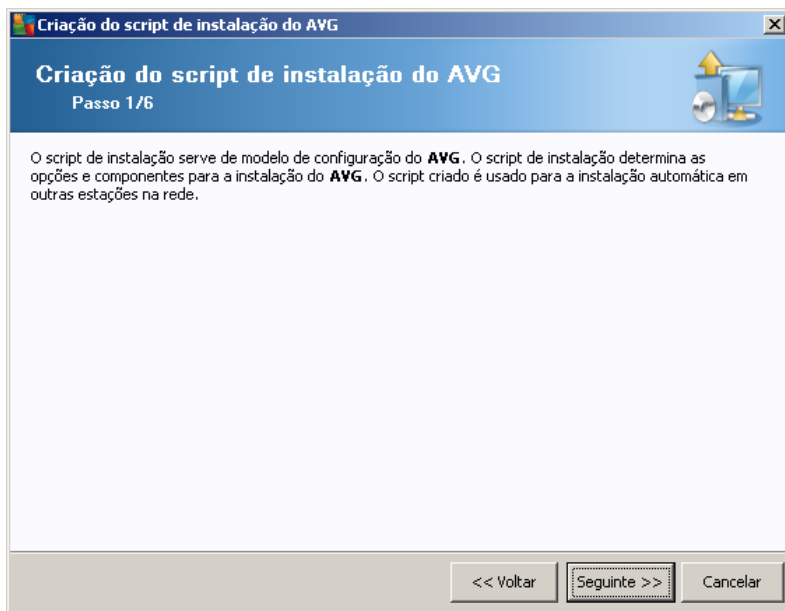 Criação do script de instalação do AVG
Criação do script de instalação do AVG
Passo 1/6
O script de instalação serve de modelo de configuração do AVG. O script de instalação determina as
opções e componentes para a instalação do AVG. O script criado é usado para a instalação automática em
outras estações na rede.
<< Voltar
Seguinte >>
Cancelar